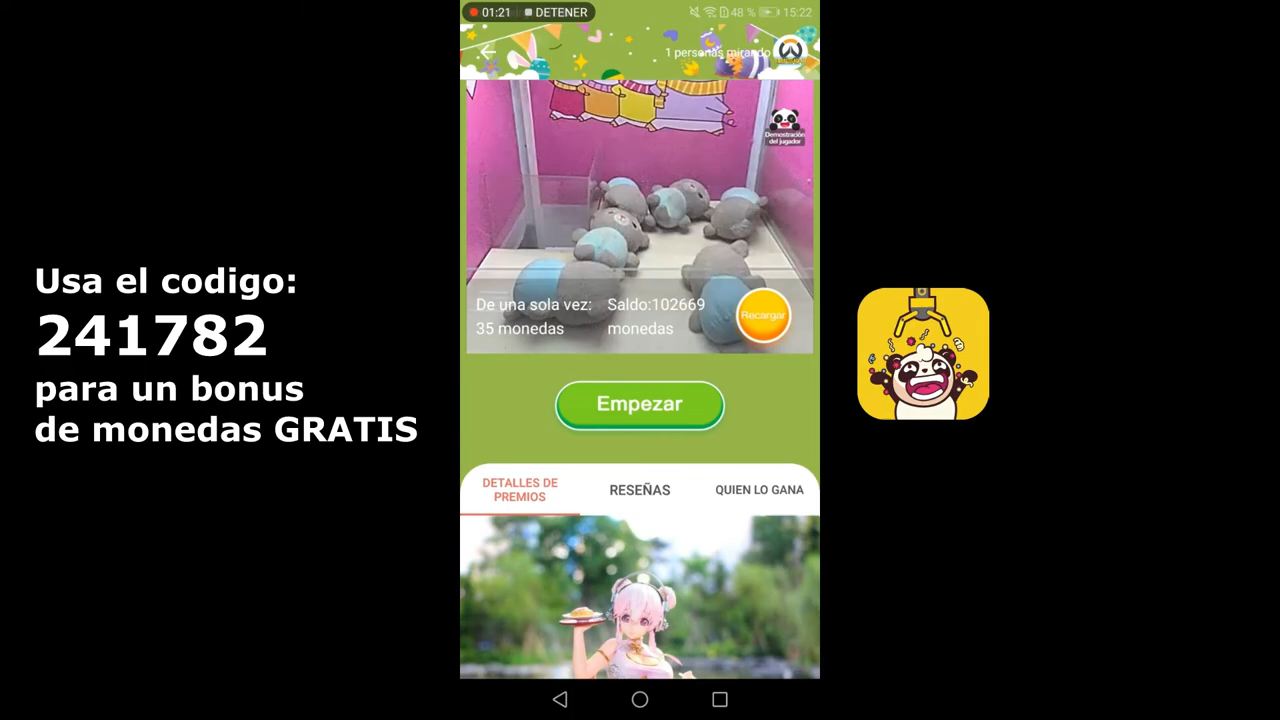 01:21 DETENER
48 % 15:22
1 personas mirando
Demostración
del jugador
De una sola vez: Saldo:102669
35 monedas monedas
Recargar
Empezar
DETALLES DE
PREMIOS
RESEÑAS
QUIEN LO GANA
Usa el codigo:
241782
para un bonus
de monedas GRATIS